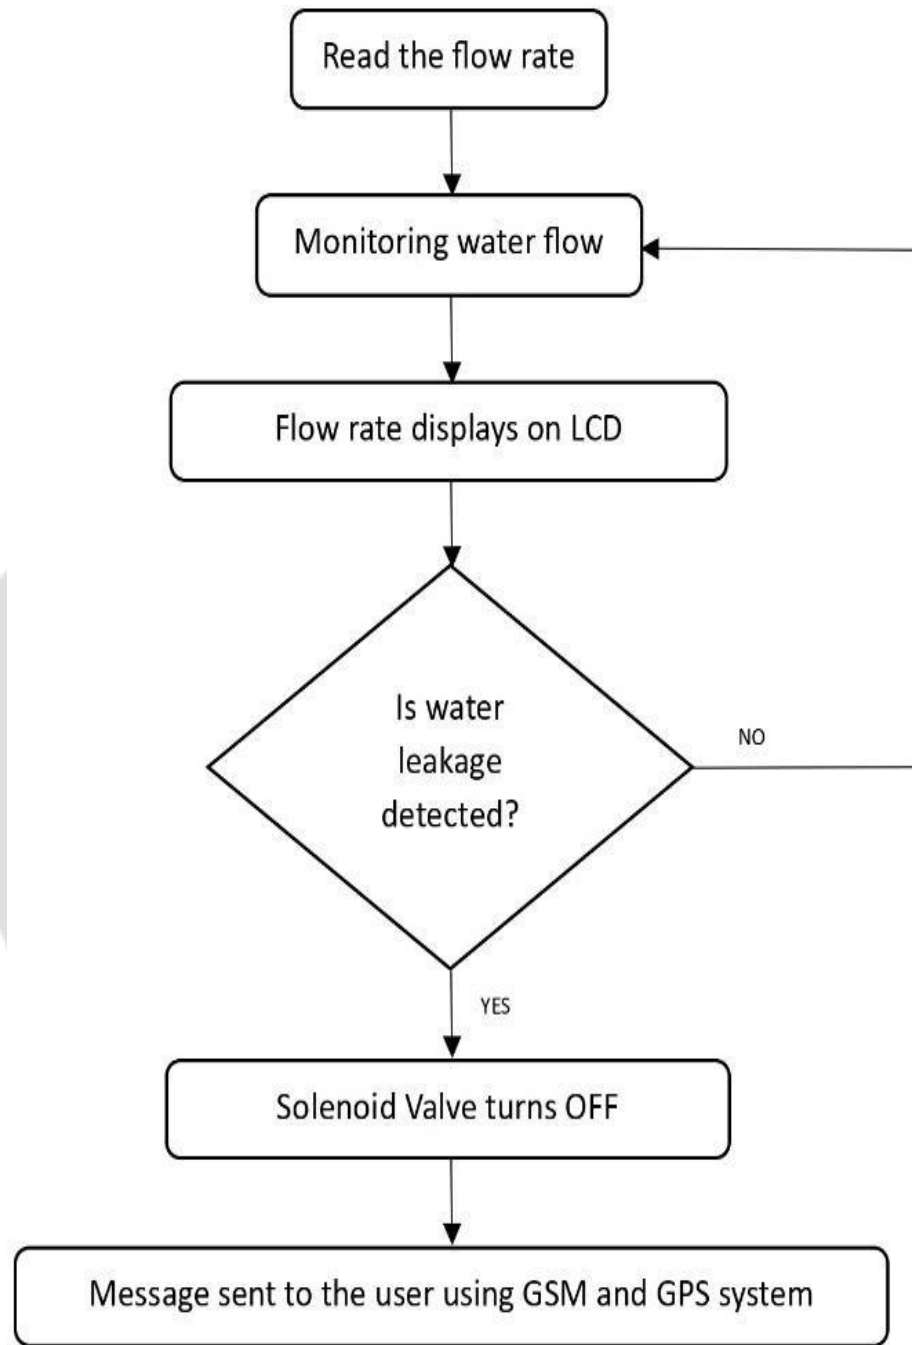 Read the flow rate
Monitoring water flow
Flow rate displays on LCD
Is water
leakage
detected?
NO
YES
Solenoid Valve turns OFF
Message sent to the user using GSM and GPS system